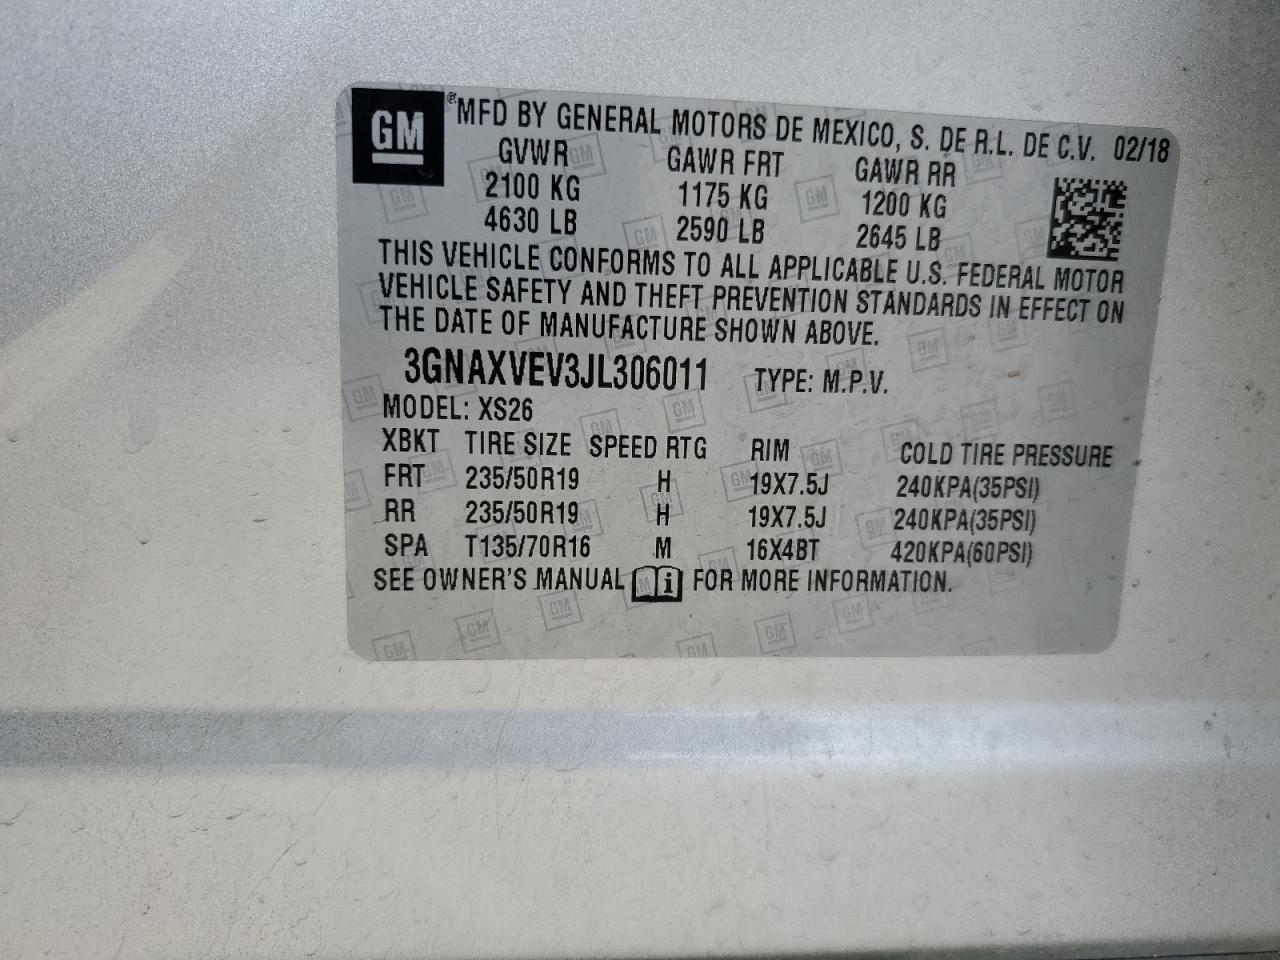 GM ® MFD BY GENERAL MOTORS DE MEXICO, S. DE R.L. DE C.V. 02/18
GVWR GAWR FRT GAWR RR
2100 KG 1175 KG 1200 KG
4630 LB 2590 LB 2645 LB
THIS VEHICLE CONFORMS TO ALL APPLICABLE U.S. FEDERAL MOTOR
VEHICLE SAFETY AND THEFT PREVENTION STANDARDS IN EFFECT ON
THE DATE OF MANUFACTURE SHOWN ABOVE.
3GNAXVEV3JL306011 TYPE: M.P.V.
MODEL: XS26
XBKT TIRE SIZE SPEED RTG RIM COLD TIRE PRESSURE
FRT 235/50R19 H 19X7.5J 240KPA(35PSI)
RR 235/50R19 H 19X7.5J 240KPA(35PSI)
SPA T135/70R16 M 16X4BT 420KPA(60PSI)
SEE OWNER'S MANUAL i FOR MORE INFORMATION.